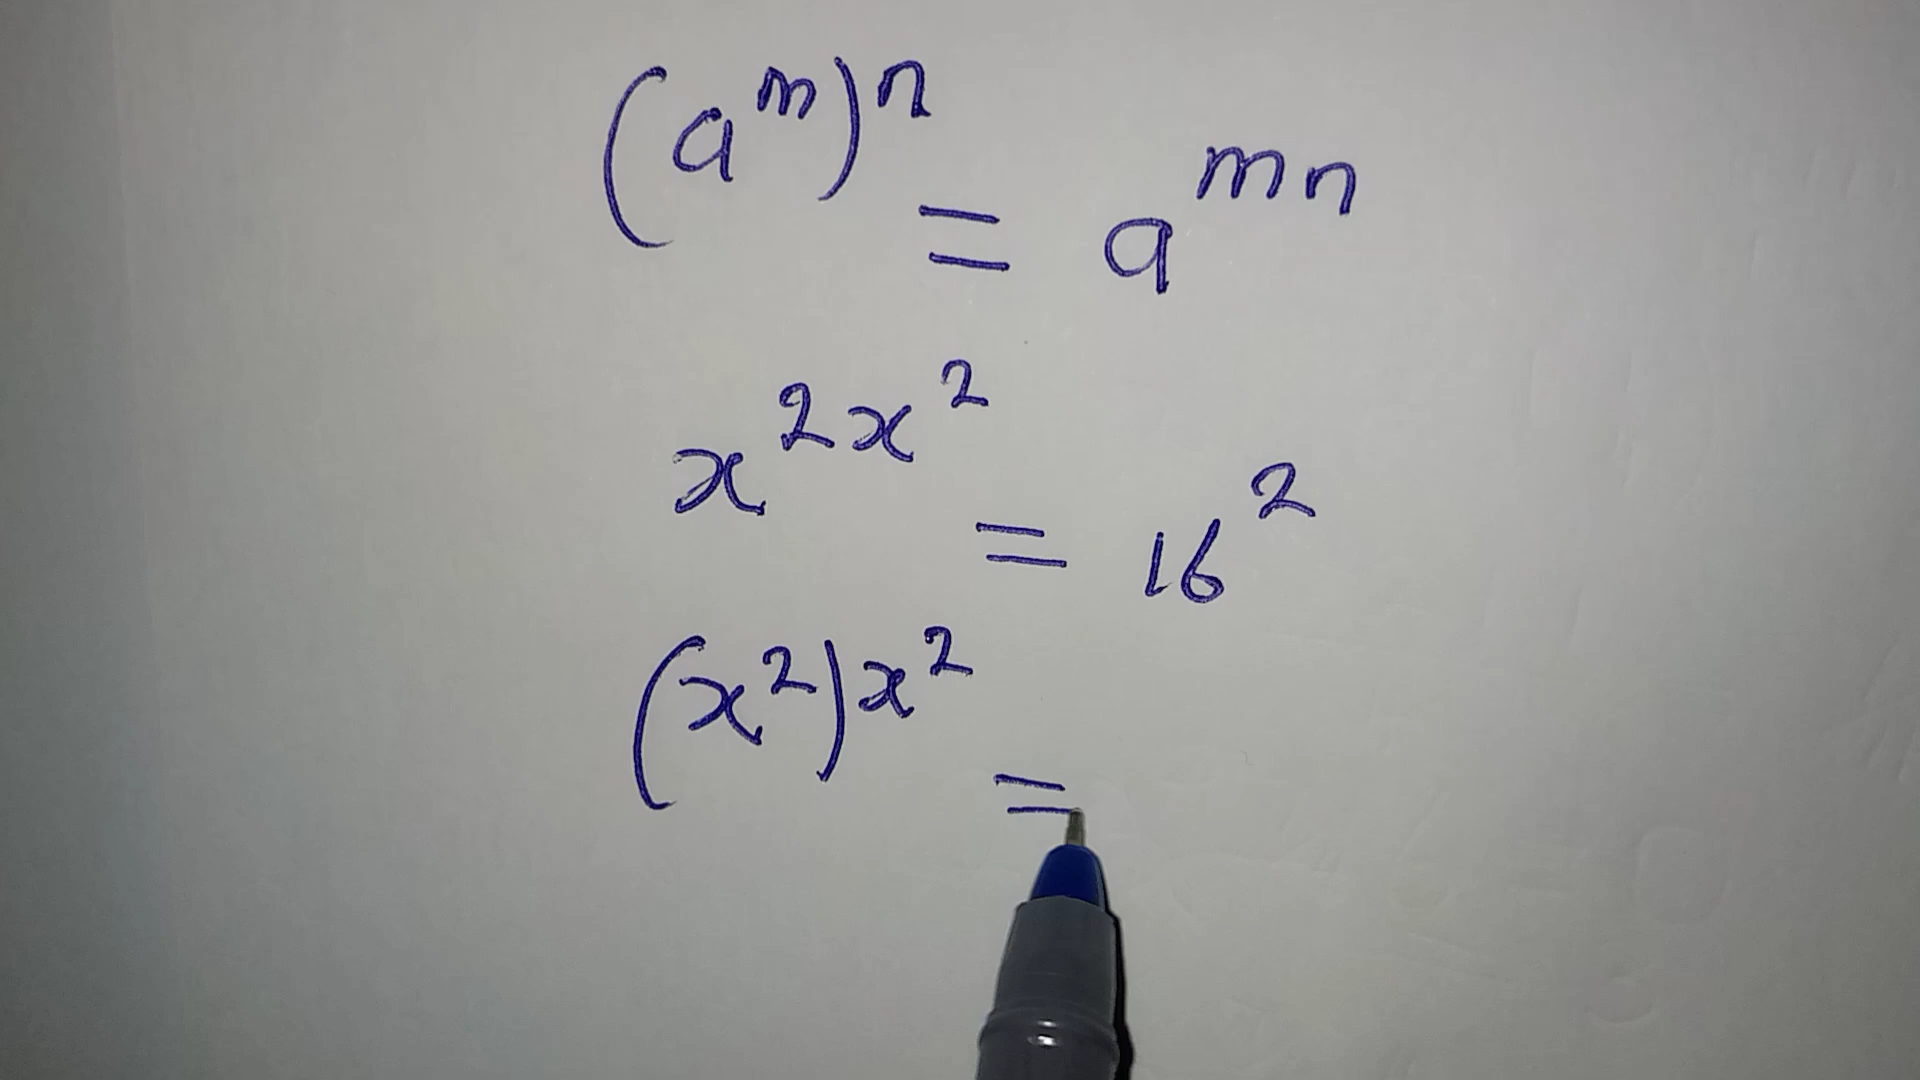 (a^m)^n = a^{mn}
x^{2x^2} = 16^2
(x^2)^{x^2} =